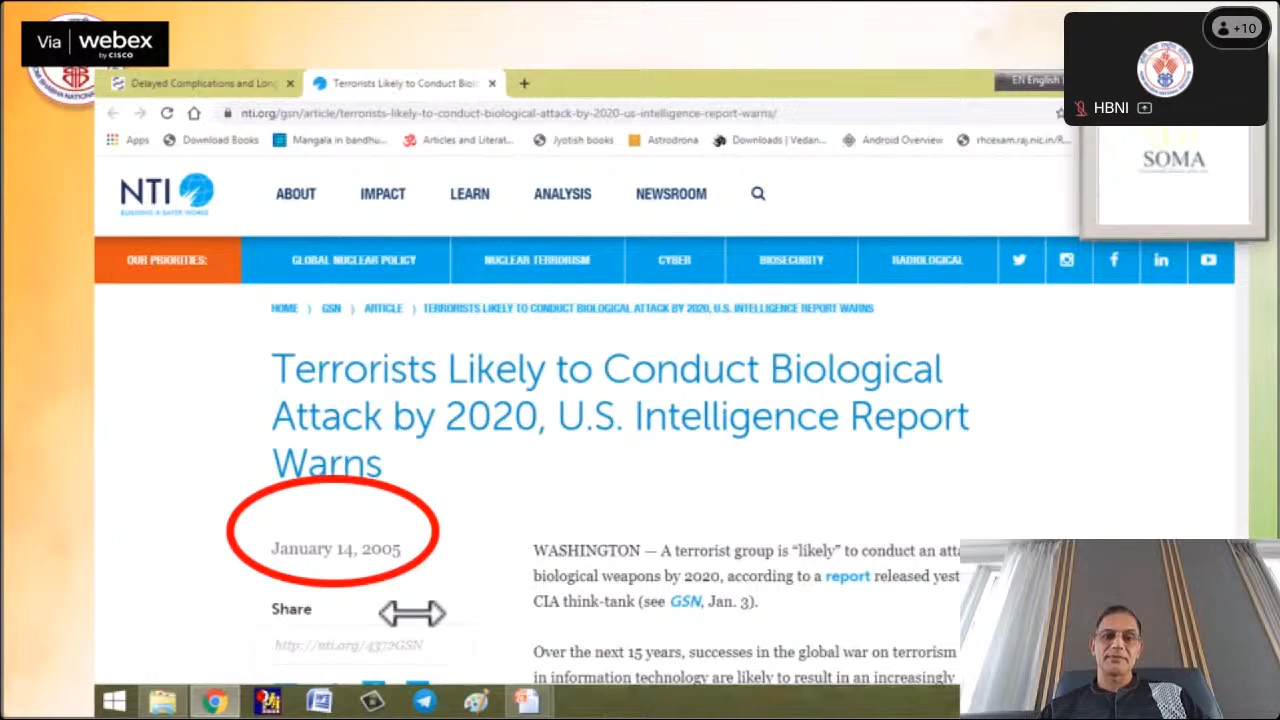 Via webex
by CISCO
+10
HBNI
SOMA
Delayed Complications and Lon
Terrorists Likely to Conduct Biol
EN English
nti.org/gsn/article/terrorists-likely-to-conduct-biological-attack-by-2020-us-intelligence-report-warns/
Apps Download Books Mangala in bandhu... Articles and Literat... Jyotish books Astrodrona Downloads | Vedan... Android Overview rhcexam.raj.nic.in/R...
NTI ABOUT IMPACT LEARN ANALYSIS NEWSROOM
BUILDING A SAFER WORLD
OUR PRIORITIES: GLOBAL NUCLEAR POLICY NUCLEAR TERRORISM CYBER BIOSECURITY RADIOLOGICAL
HOME ❭ GSN ❭ ARTICLE ❭ TERRORISTS LIKELY TO CONDUCT BIOLOGICAL ATTACK BY 2020, U.S. INTELLIGENCE REPORT WARNS
Terrorists Likely to Conduct Biological
Attack by 2020, U.S. Intelligence Report
Warns
January 14, 2005
Share
http://nti.org/4372GSN
WASHINGTON — A terrorist group is “likely” to conduct an atta
biological weapons by 2020, according to a report released yest
CIA think-tank (see GSN, Jan. 3).
Over the next 15 years, successes in the global war on terrorism
in information technology are likely to result in an increasingly